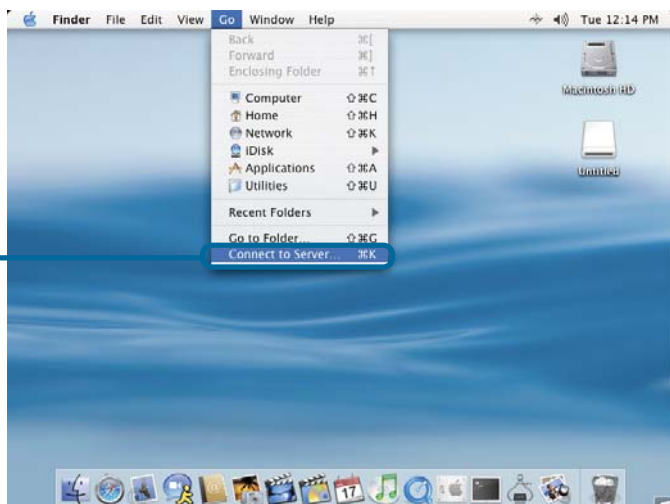 Finder File Edit View Go Window Help Tue 12:14 PM
Back ⌘[
Forward ⌘]
Enclosing Folder ⌘↑
Computer ⇧⌘C
Home ⇧⌘H
Network ⇧⌘K
iDisk
Applications ⇧⌘A
Utilities ⇧⌘U
Recent Folders
Go to Folder... ⇧⌘G
Connect to Server... ⌘K
Macintosh HD
Untitled
17